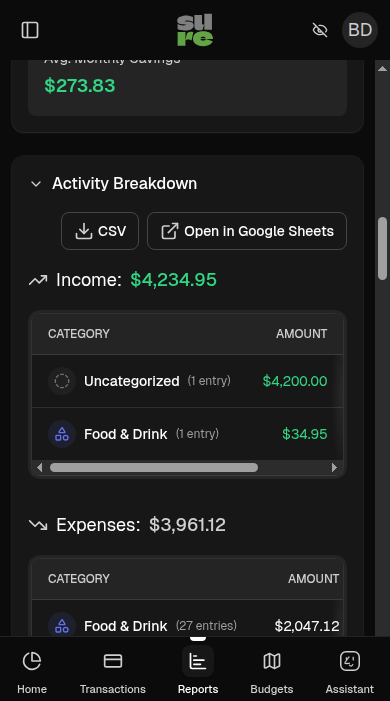 sure
BD
Avg. Monthly Savings
$273.83
Activity Breakdown
CSV
Open in Google Sheets
Income: $4,234.95
CATEGORY AMOUNT
Uncategorized (1 entry) $4,200.00
Food & Drink (1 entry) $34.95
Expenses: $3,961.12
CATEGORY AMOUNT
Food & Drink (27 entries) $2,047.12
Home Transactions Reports Budgets Assistant